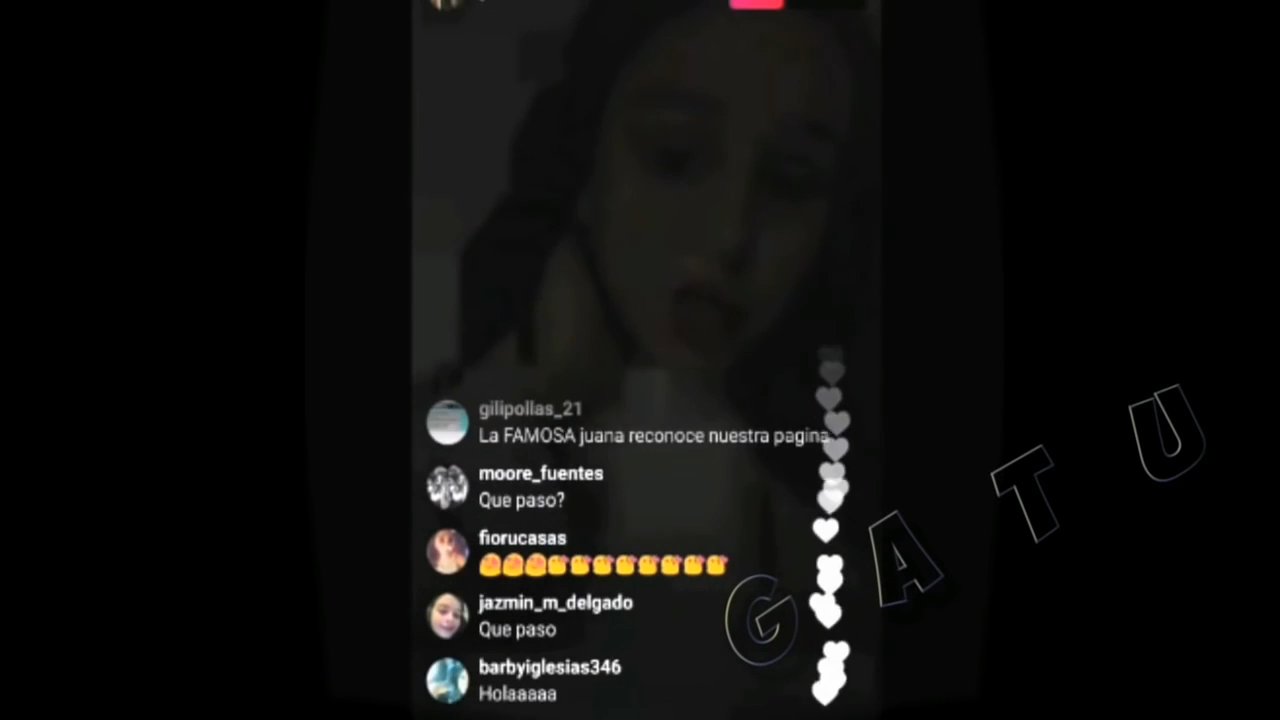 gilipollas_21
La FAMOSA juana reconoce nuestra pagina
moore_fuentes
Que paso?
fiorucasas
😍😍😍😘😘😘😘😘😘😘😘
jazmin_m_delgado
Que paso
barbyiglesias346
Holaaaaa
G A T U